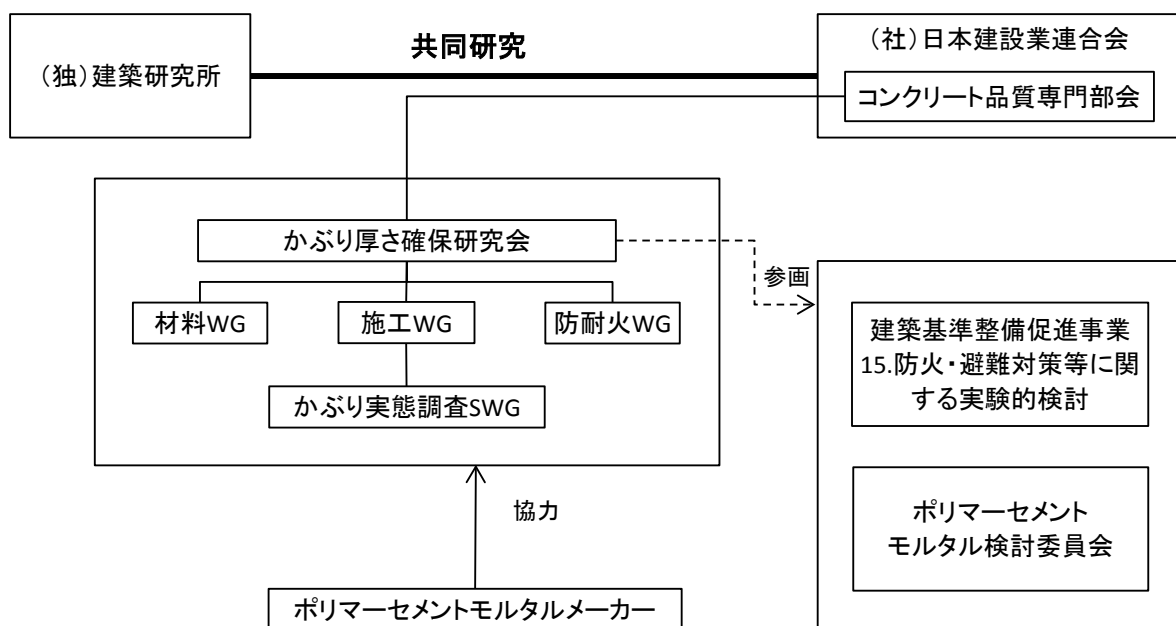 (独)建築研究所
共同研究
(社)日本建設業連合会
コンクリート品質専門部会
かぶり厚さ確保研究会
参画
材料WG
施工WG
防耐火WG
かぶり実態調査SWG
建築基準整備促進事業
15.防火・避難対策等に関
する実験的検討
協力
ポリマーセメント
モルタル検討委員会
ポリマーセメントモルタルメーカー